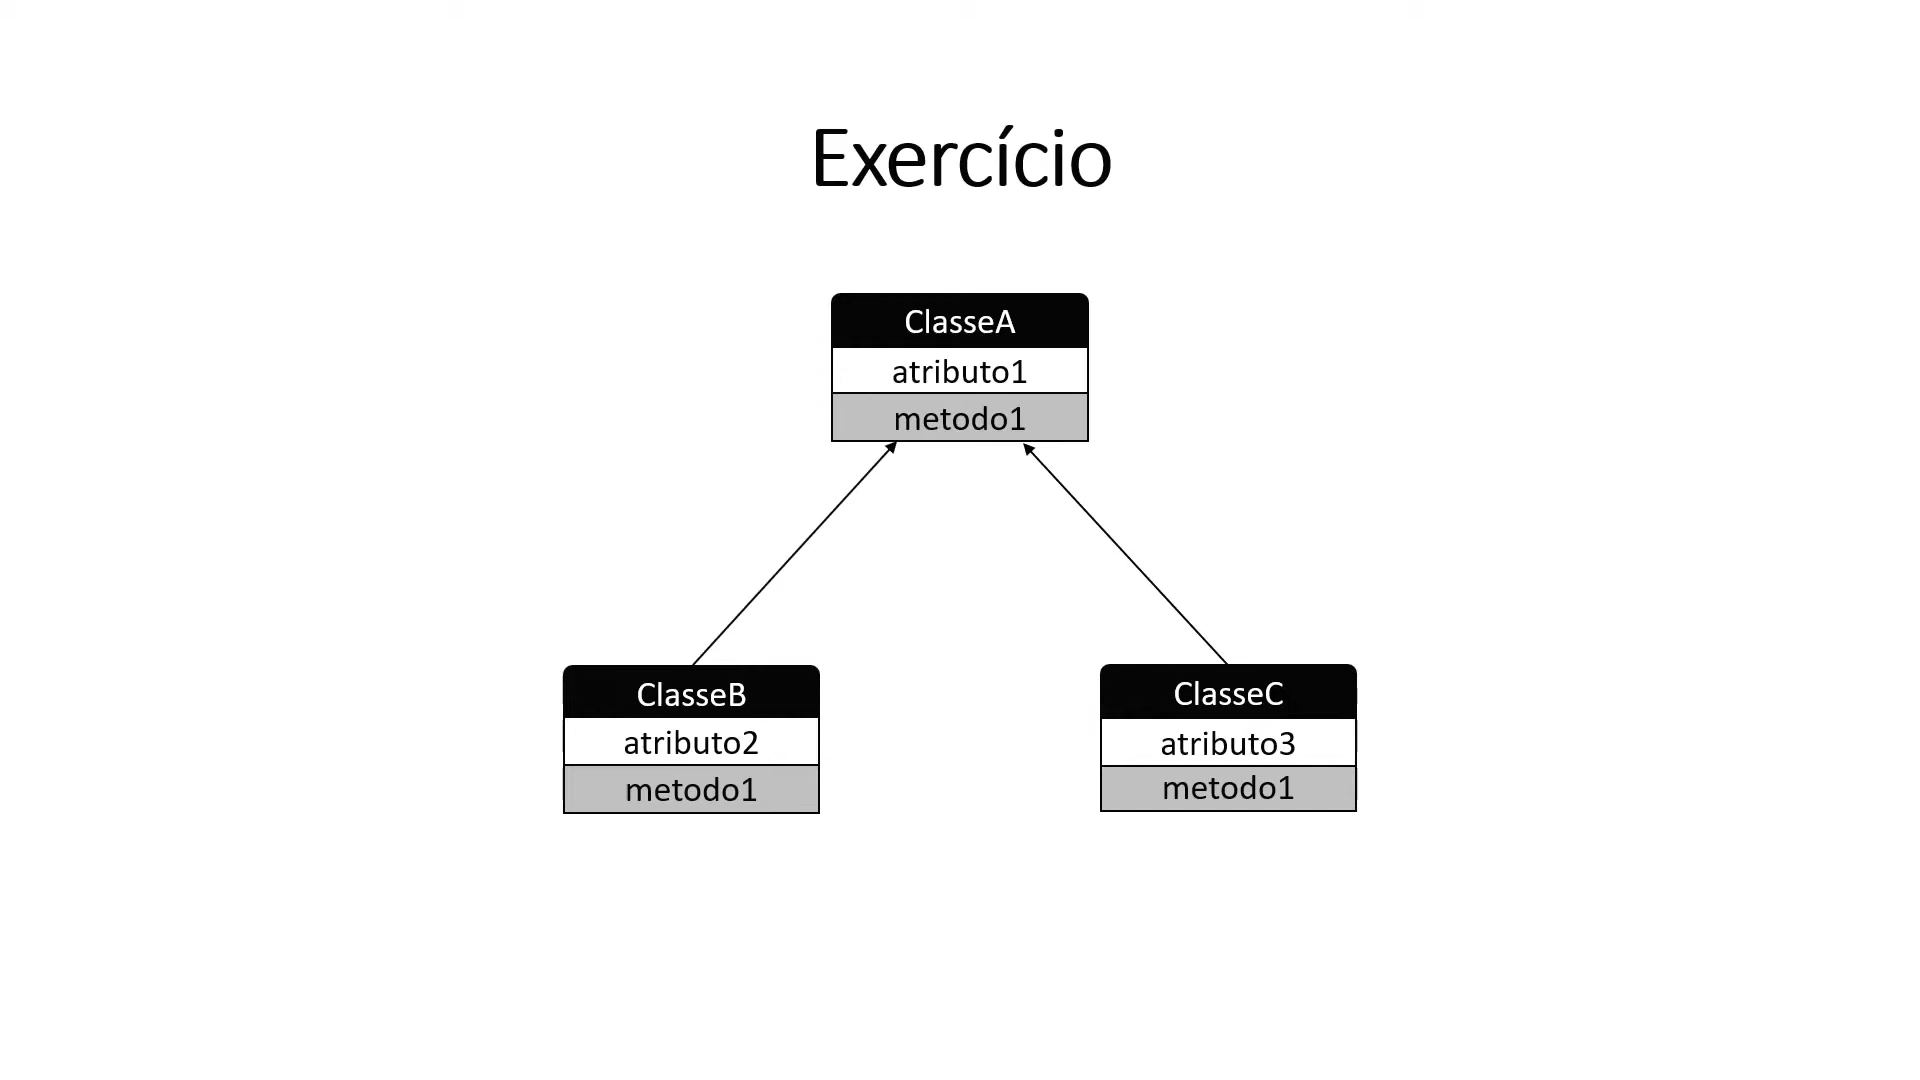 Exercício
ClasseA
atributo1
metodo1
ClasseB
atributo2
metodo1
ClasseC
atributo3
metodo1